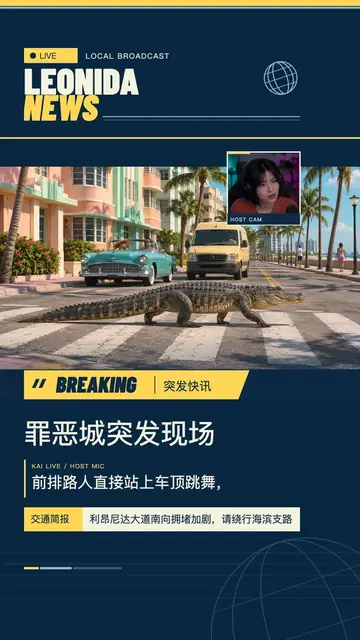 LIVE
LOCAL BROADCAST
LEONIDA
NEWS
HOST CAM
BREAKING
突发快讯
罪恶城突发现场
KAI LIVE / HOST MIC
前排路人直接站上车顶跳舞，
交通简报
利昂尼达大道南向拥堵加剧，请绕行海滨支路